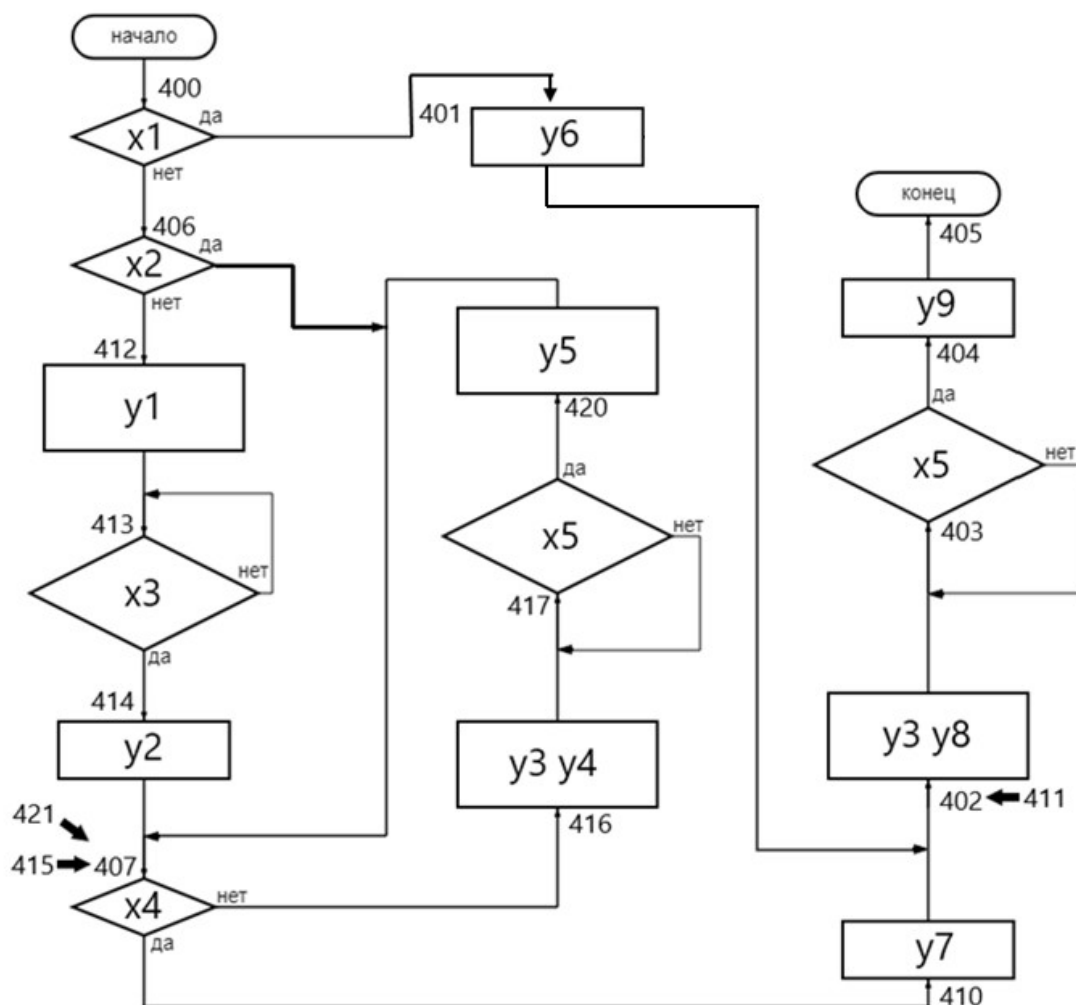 начало
400
x1
да
нет
401
y6
406
x2
да
нет
412
y1
413
x3
нет
да
414
y2
421
415
407
x4
нет
да
y5
420
да
x5
нет
417
y3 y4
416
конец
405
y9
404
да
x5
нет
403
y3 y8
402
411
y7
410